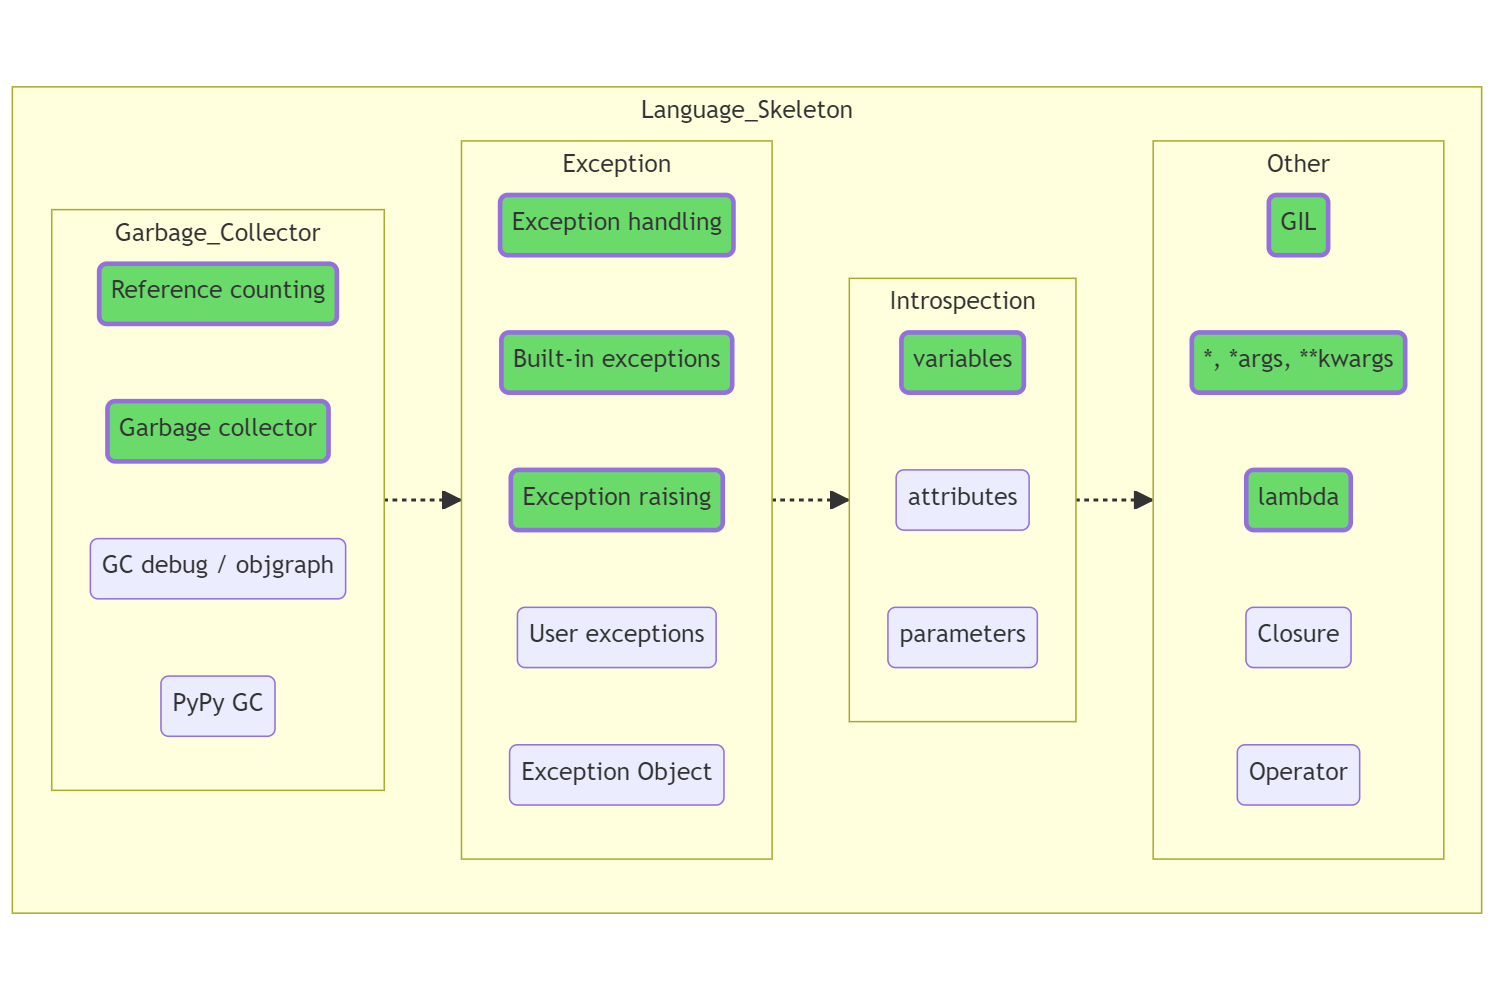 Language_Skeleton
Garbage_Collector
Reference counting
Garbage collector
GC debug / objgraph
PyPy GC
Exception
Exception handling
Built-in exceptions
Exception raising
User exceptions
Exception Object
Introspection
variables
attributes
parameters
Other
GIL
*, *args, **kwargs
lambda
Closure
Operator